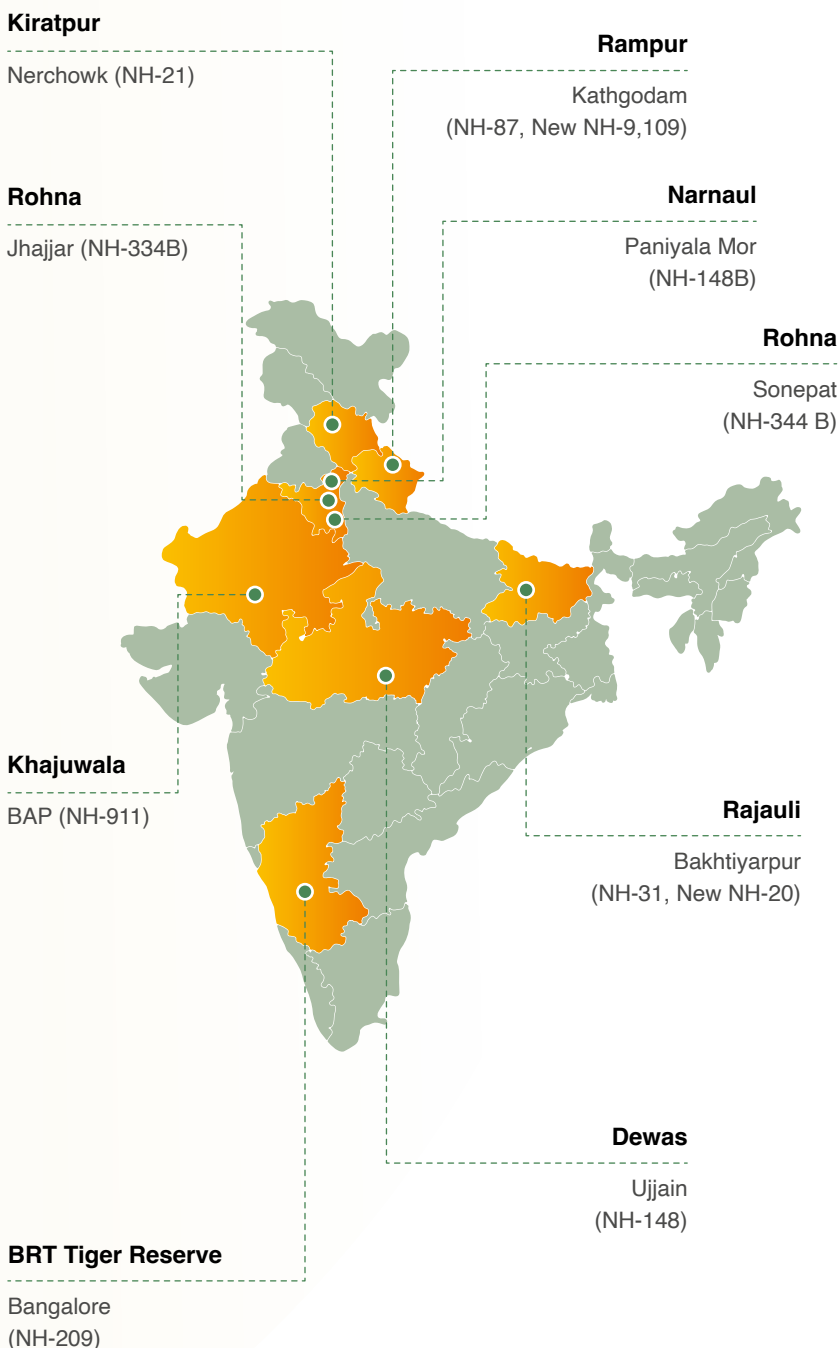 Kiratpur
Nerchowk (NH-21)
Rampur
Kathgodam
(NH-87, New NH-9,109)
Rohna
Jhajjar (NH-334B)
Narnaul
Paniyala Mor
(NH-148B)
Rohna
Sonepat
(NH-344 B)
Khajuwala
BAP (NH-911)
Rajauli
Bakhtiyarpur
(NH-31, New NH-20)
Dewas
Ujjain
(NH-148)
BRT Tiger Reserve
Bangalore
(NH-209)